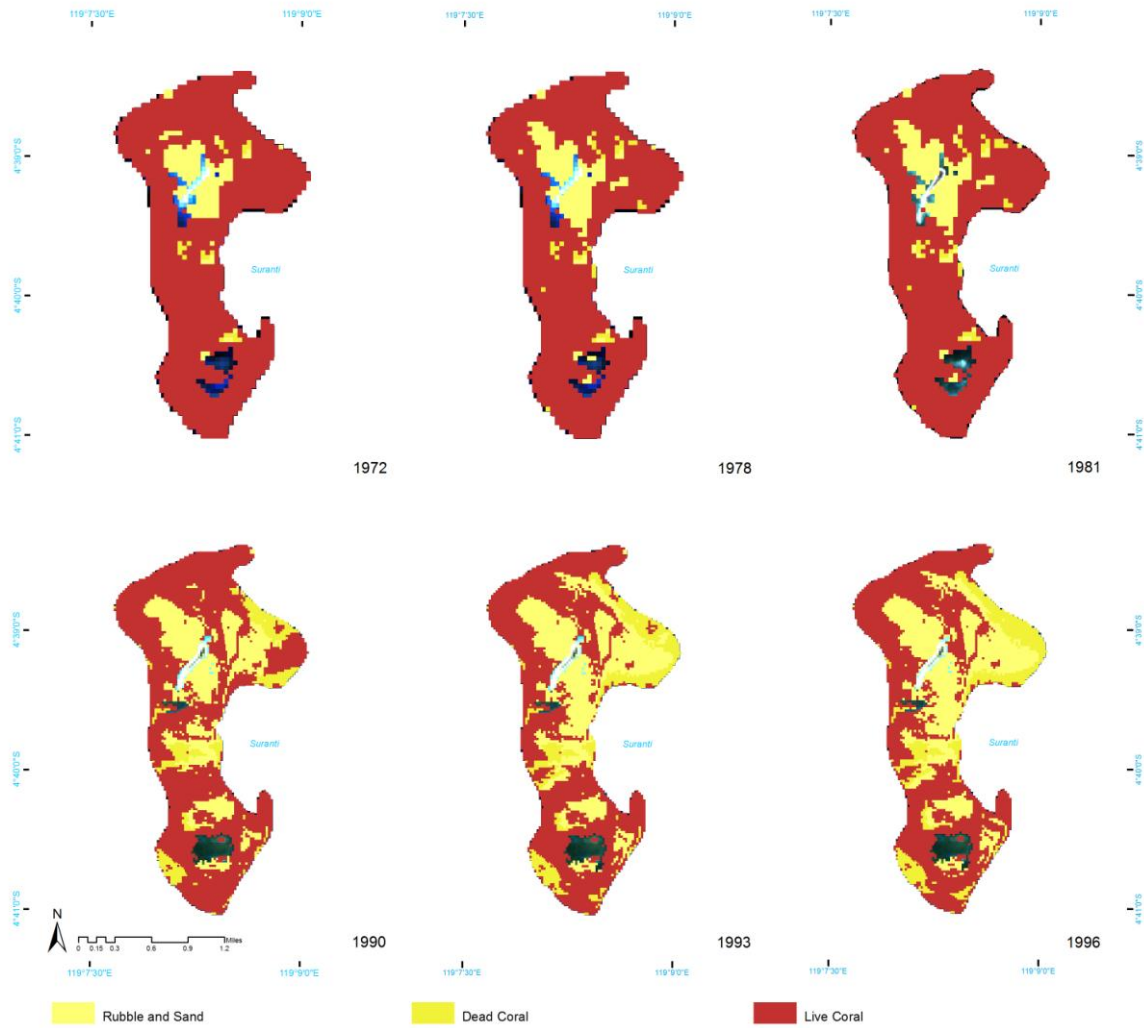 119°7'30"E 119°9'0"E 119°7'30"E 119°9'0"E 119°7'30"E 119°9'0"E
4°39'0"S 4°39'0"S
Suranti Suranti Suranti
4°40'0"S 4°40'0"S
4°41'0"S 4°41'0"S
1972 1978 1981
4°39'0"S 4°39'0"S
Suranti Suranti Suranti
4°40'0"S 4°40'0"S
4°41'0"S 4°41'0"S
N
Miles
0 0.15 0.3 0.6 0.9 1.2
1990 1993 1996
119°7'30"E 119°9'0"E 119°7'30"E 119°9'0"E 119°7'30"E 119°9'0"E
Rubble and Sand Dead Coral Live Coral